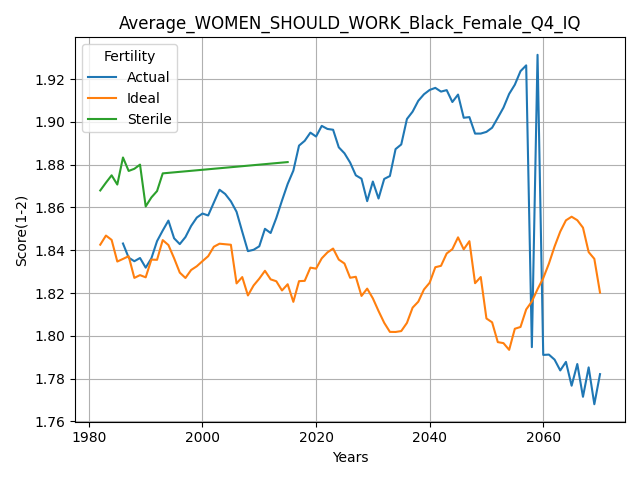 Average_WOMEN_SHOULD_WORK_Black_Female_Q4_IQ
Fertility
Actual
Ideal
Sterile
Score(1-2)
1.92
1.90
1.88
1.86
1.84
1.82
1.80
1.78
1.76
1980
2000
2020
2040
2060
Years